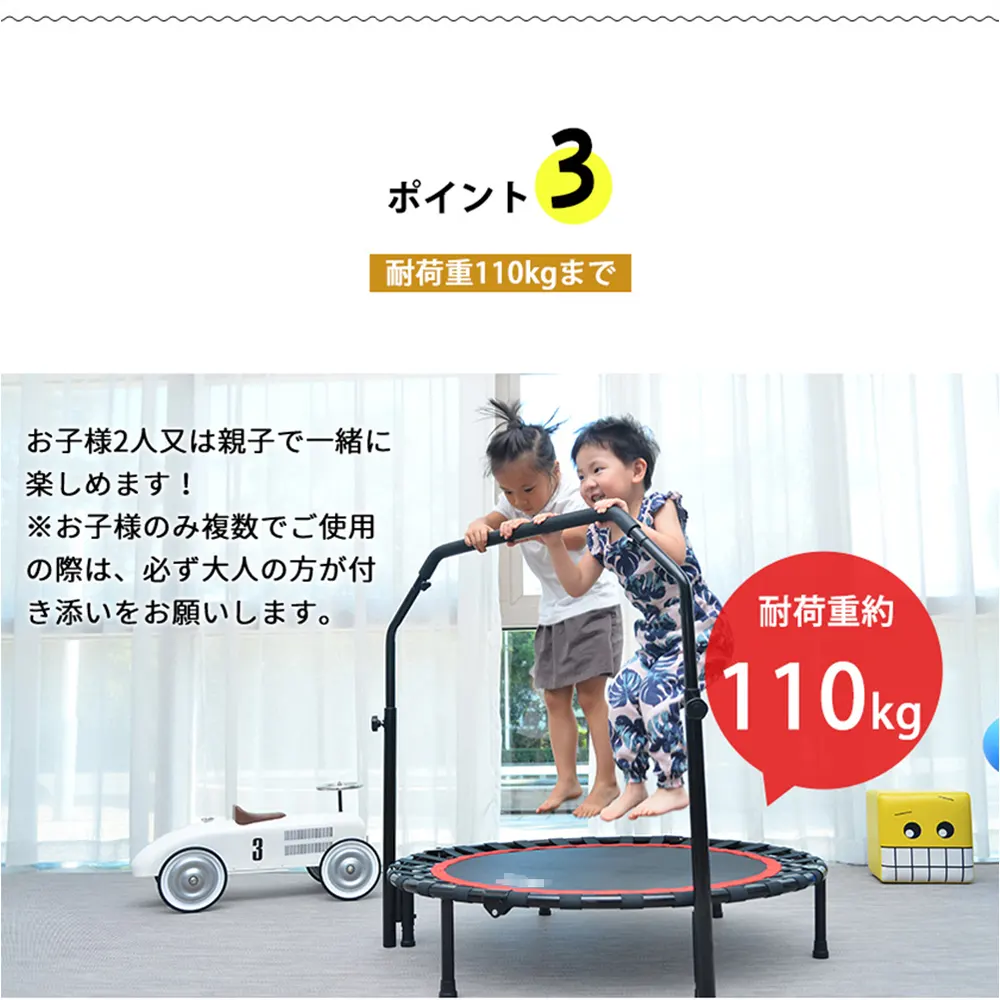 ポイント3
耐荷重110kgまで
お子様2人又は親子で一緒に
楽しめます！
※お子様のみ複数でご使用
の際は、必ず大人の方が付
き添いをお願いします。
耐荷重約
110kg
3